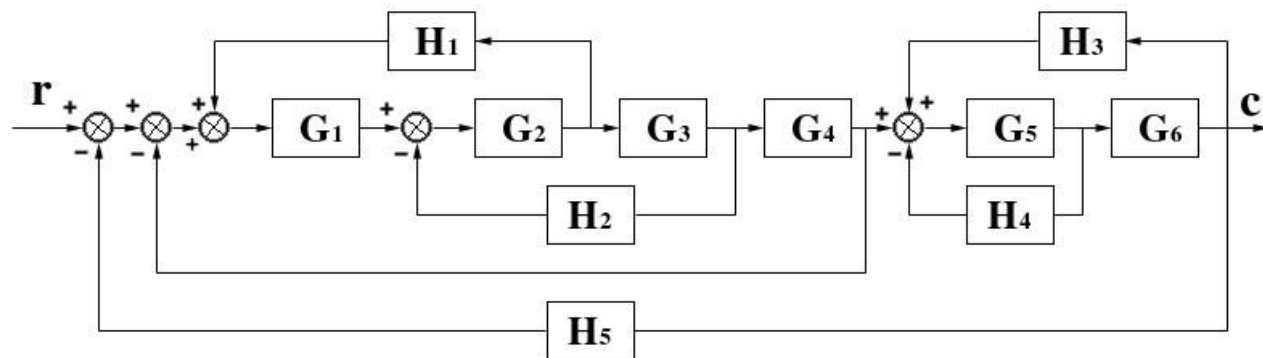 H1
H3
r + + + + + + + c
G1 G2 G3 G4 G5 G6
- - + - -
H2 H4
H5